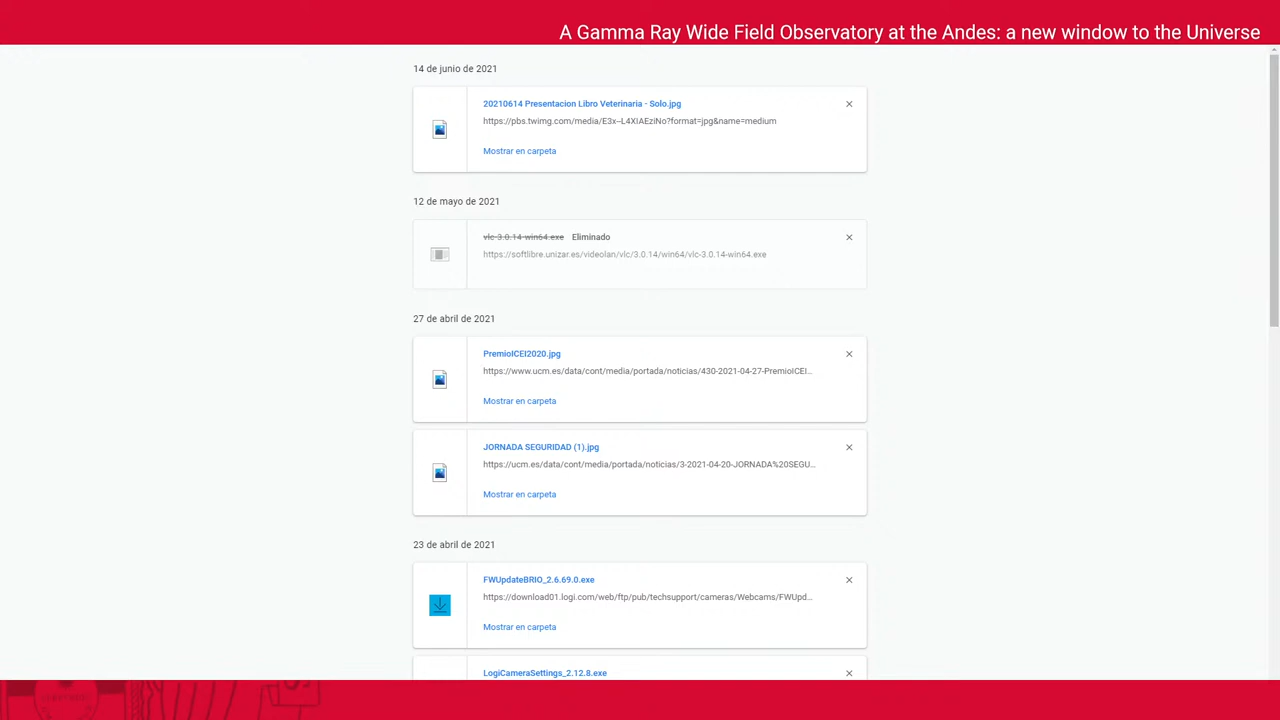 A Gamma Ray Wide Field Observatory at the Andes: a new window to the Universe
14 de junio de 2021
20210614 Presentacion Libro Veterinaria - Solo.jpg
https://pbs.twimg.com/media/E3x--L4XIAEziNo?format=jpg&name=medium
Mostrar en carpeta
12 de mayo de 2021
vlc-3.0.14-win64.exe Eliminado
https://softlibre.unizar.es/videolan/vlc/3.0.14/win64/vlc-3.0.14-win64.exe
27 de abril de 2021
PremioICEI2020.jpg
https://www.ucm.es/data/cont/media/portada/noticias/430-2021-04-27-PremioICEI...
Mostrar en carpeta
JORNADA SEGURIDAD (1).jpg
https://ucm.es/data/cont/media/portada/noticias/3-2021-04-20-JORNADA%20SEGU...
Mostrar en carpeta
23 de abril de 2021
FWUpdateBRIO_2.6.69.0.exe
https://download01.logi.com/web/ftp/pub/techsupport/cameras/Webcams/FWUpd...
Mostrar en carpeta
LogiCameraSettings_2.12.8.exe